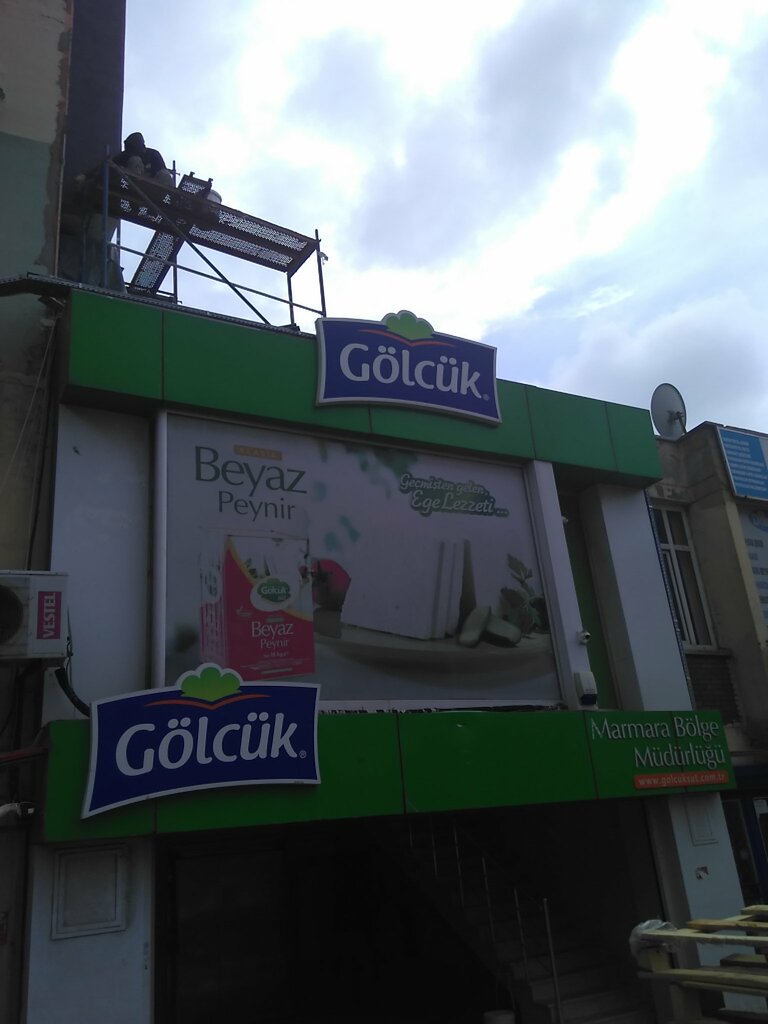 Gölcük
KLASİK
Beyaz
Peynir
Geçmişten gelen..
Ege Lezzeti...
Gölcük
Beyaz
Peynir
VESTEL
Gölcük
Marmara Bölge
Müdürlüğü
www.golcuksut.com.tr